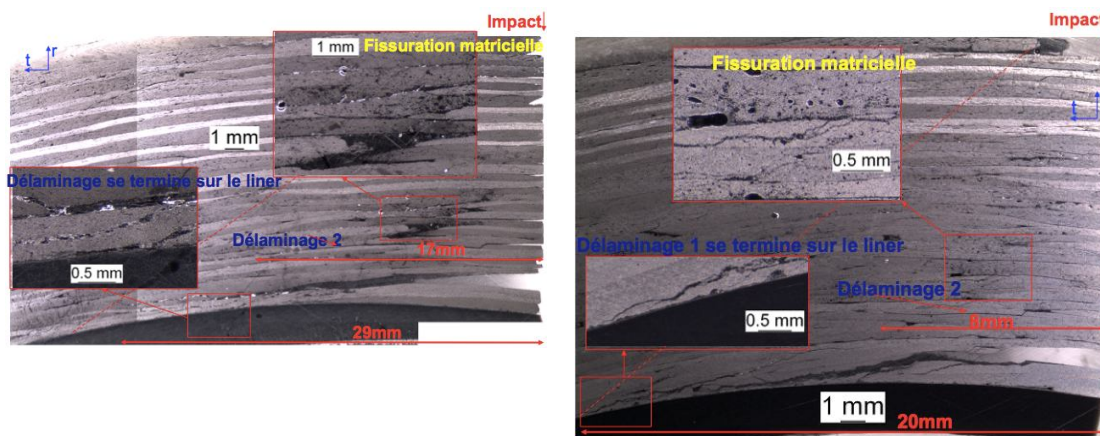 Impact
t r
1 mm
Fissuration matricielle
1 mm
Délaminage se termine sur le liner
0.5 mm
Délaminage 2
17mm
29mm
Impact
Fissuration matricielle
t r
0.5 mm
Délaminage 1 se termine sur le liner
0.5 mm
Délaminage 2
8mm
1 mm
20mm